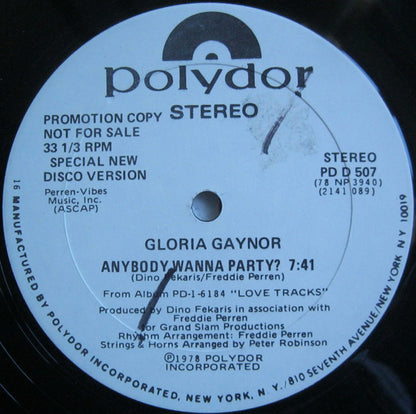 polydor
PROMOTION COPY STEREO
NOT FOR SALE
33 1/3 RPM
SPECIAL NEW
DISCO VERSION
Perren-Vibes
Music, Inc.
(ASCAP)
STEREO
PD D 507
(78 NP 3940)
(2141 089)
GLORIA GAYNOR
ANYBODY WANNA PARTY? 7:41
(Dino Fekaris/Freddie Perren)
From Album PD-1-6184 "LOVE TRACKS"
Produced by Dino Fekaris in association with
Freddie Perren
for Grand Slam Productions
Rhythm Arrangement: Freddie Perren
Strings & Horns Arranged by Peter Robinson
Ⓟ1978 POLYDOR
INCORPORATED
16 MANUFACTURED BY POLYDOR INCORPORATED, NEW YORK, N.Y./810 SEVENTH AVENUE/NEW YORK, N Y 10019